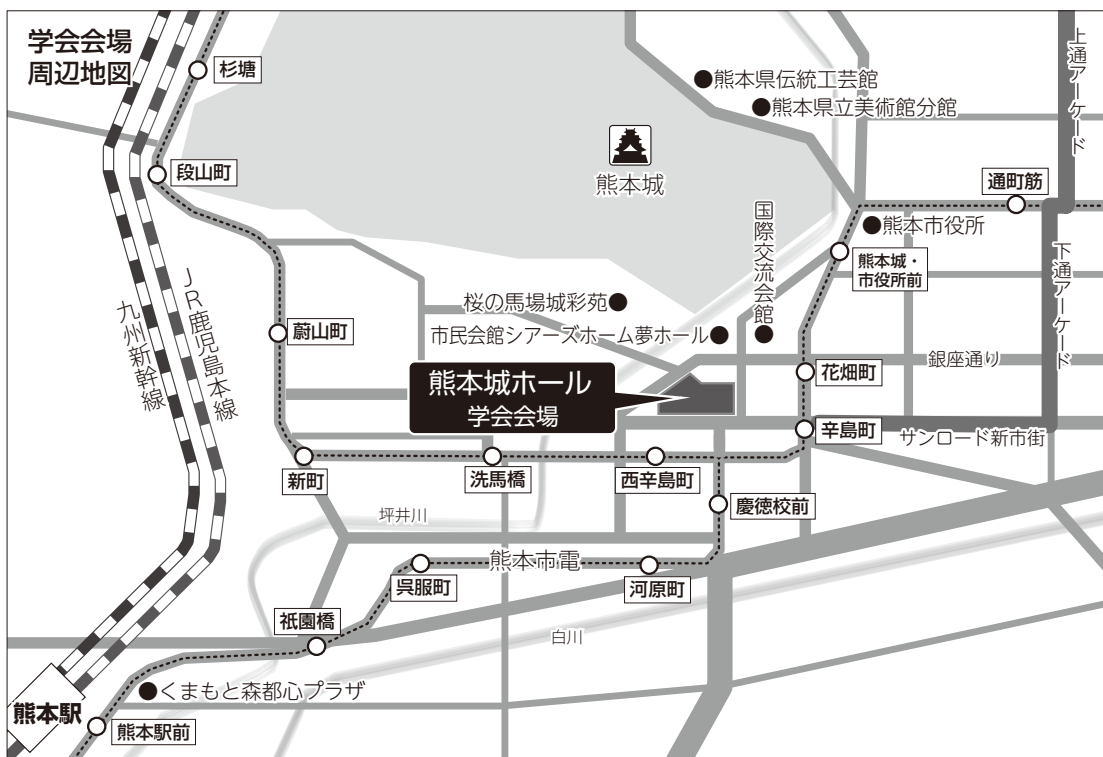 学会会場
周辺地図
杉塘
段山町
蔚山町
新町
洗馬橋
西辛島町
辛島町
花畑町
熊本城・
市役所前
通町筋
慶徳校前
河原町
呉服町
祇園橋
熊本駅前
熊本駅
九州新幹線
JR鹿児島本線
熊本県伝統工芸館
熊本県立美術館分館
熊本城
国際交流会館
熊本市役所
上通アーケード
下通アーケード
桜の馬場城彩苑
市民会館シアーズホーム夢ホール
銀座通り
熊本城ホール
学会会場
サンロード新市街
坪井川
熊本市電
白川
くまもと森都心プラザ